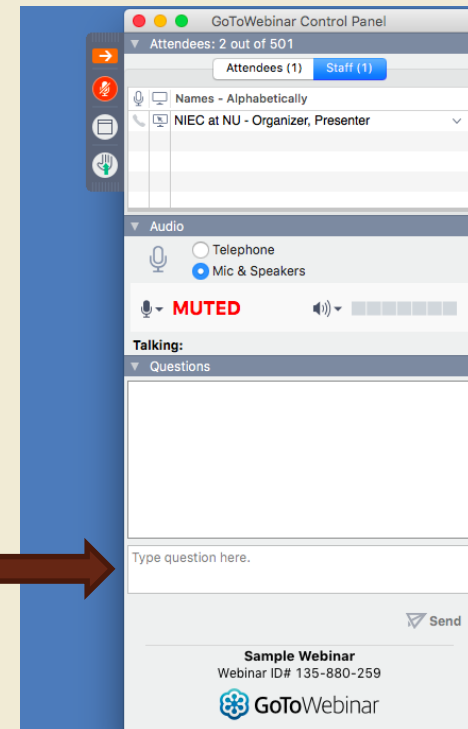 GoToWebinar Control Panel
Attendees: 2 out of 501
Attendees (1) Staff (1)
Names - Alphabetically
NIEC at NU - Organizer, Presenter
Audio
Telephone
Mic & Speakers
MUTED
Talking:
Questions
Type question here.
Send
Sample Webinar
Webinar ID# 135-880-259
GoToWebinar